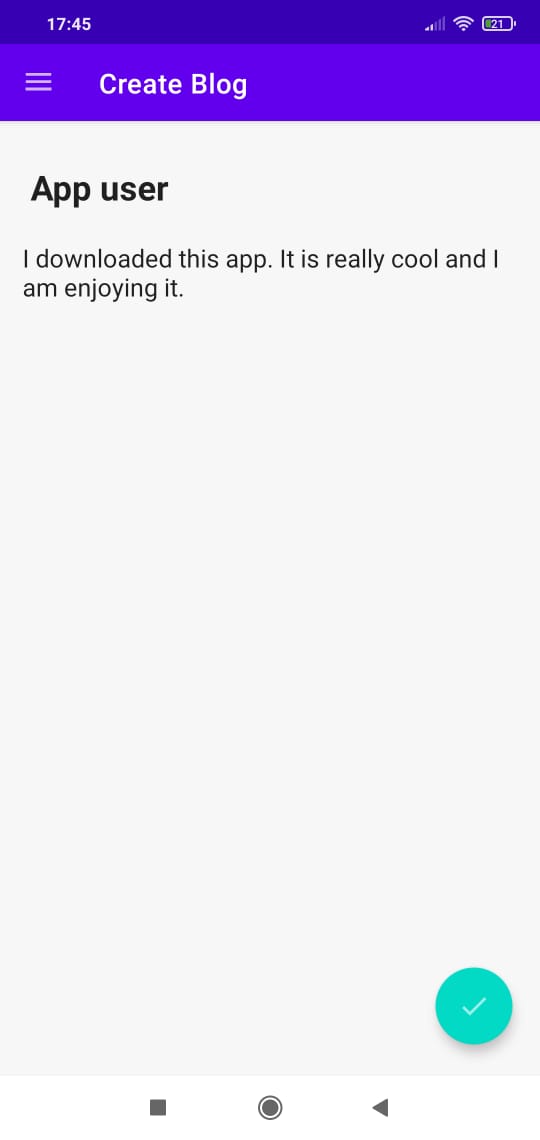 17:45
21
Create Blog
App user
I downloaded this app. It is really cool and I
am enjoying it.